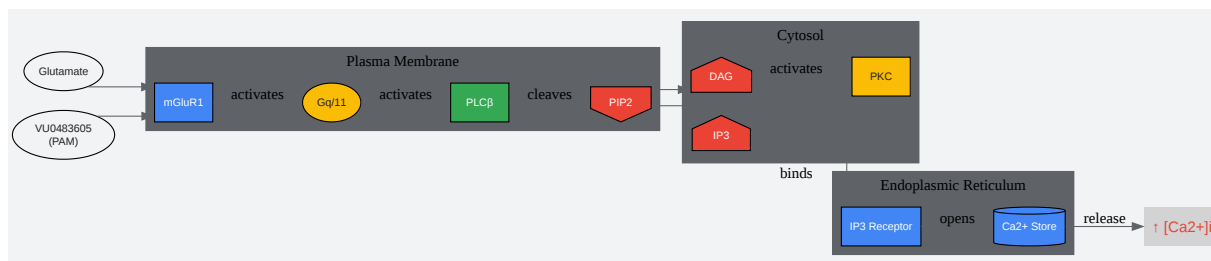 Glutamate
VU0483605
(PAM)
Plasma Membrane
mGluR1
activates
Gq/11
activates
PLCβ
cleaves
PIP2
Cytosol
DAG
activates
PKC
IP3
binds
Endoplasmic Reticulum
IP3 Receptor
opens
Ca2+ Store
release
↑ [Ca2+]i